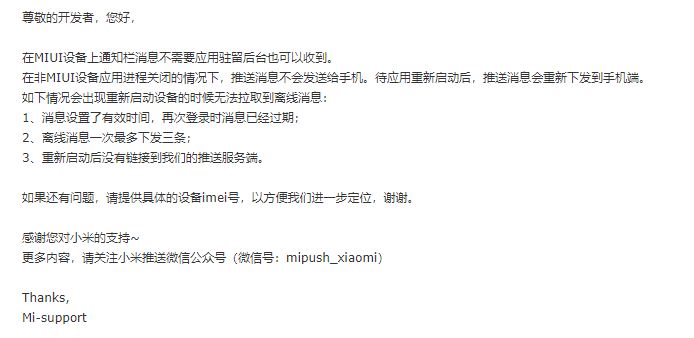 尊敬的开发者，您好，
在MIUI设备上通知栏消息不需要应用驻留后台也可以收到。
在非MIUI设备应用进程关闭的情况下，推送消息不会发送给手机。待应用重新启动后，推送消息会重新下发到手机端。
如下情况会出现重新启动设备的时候无法拉取到离线消息：
1、消息设置了有效时间，再次登录时消息已经过期；
2、离线消息一次最多下发三条；
3、重新启动后没有链接到我们的推送服务端。
如果还有问题，请提供具体的设备imei号，以方便我们进一步定位，谢谢。
感谢您对小米的支持~
更多内容，请关注小米推送微信公众号（微信号：mipush_xiaomi）
Thanks,
Mi-support